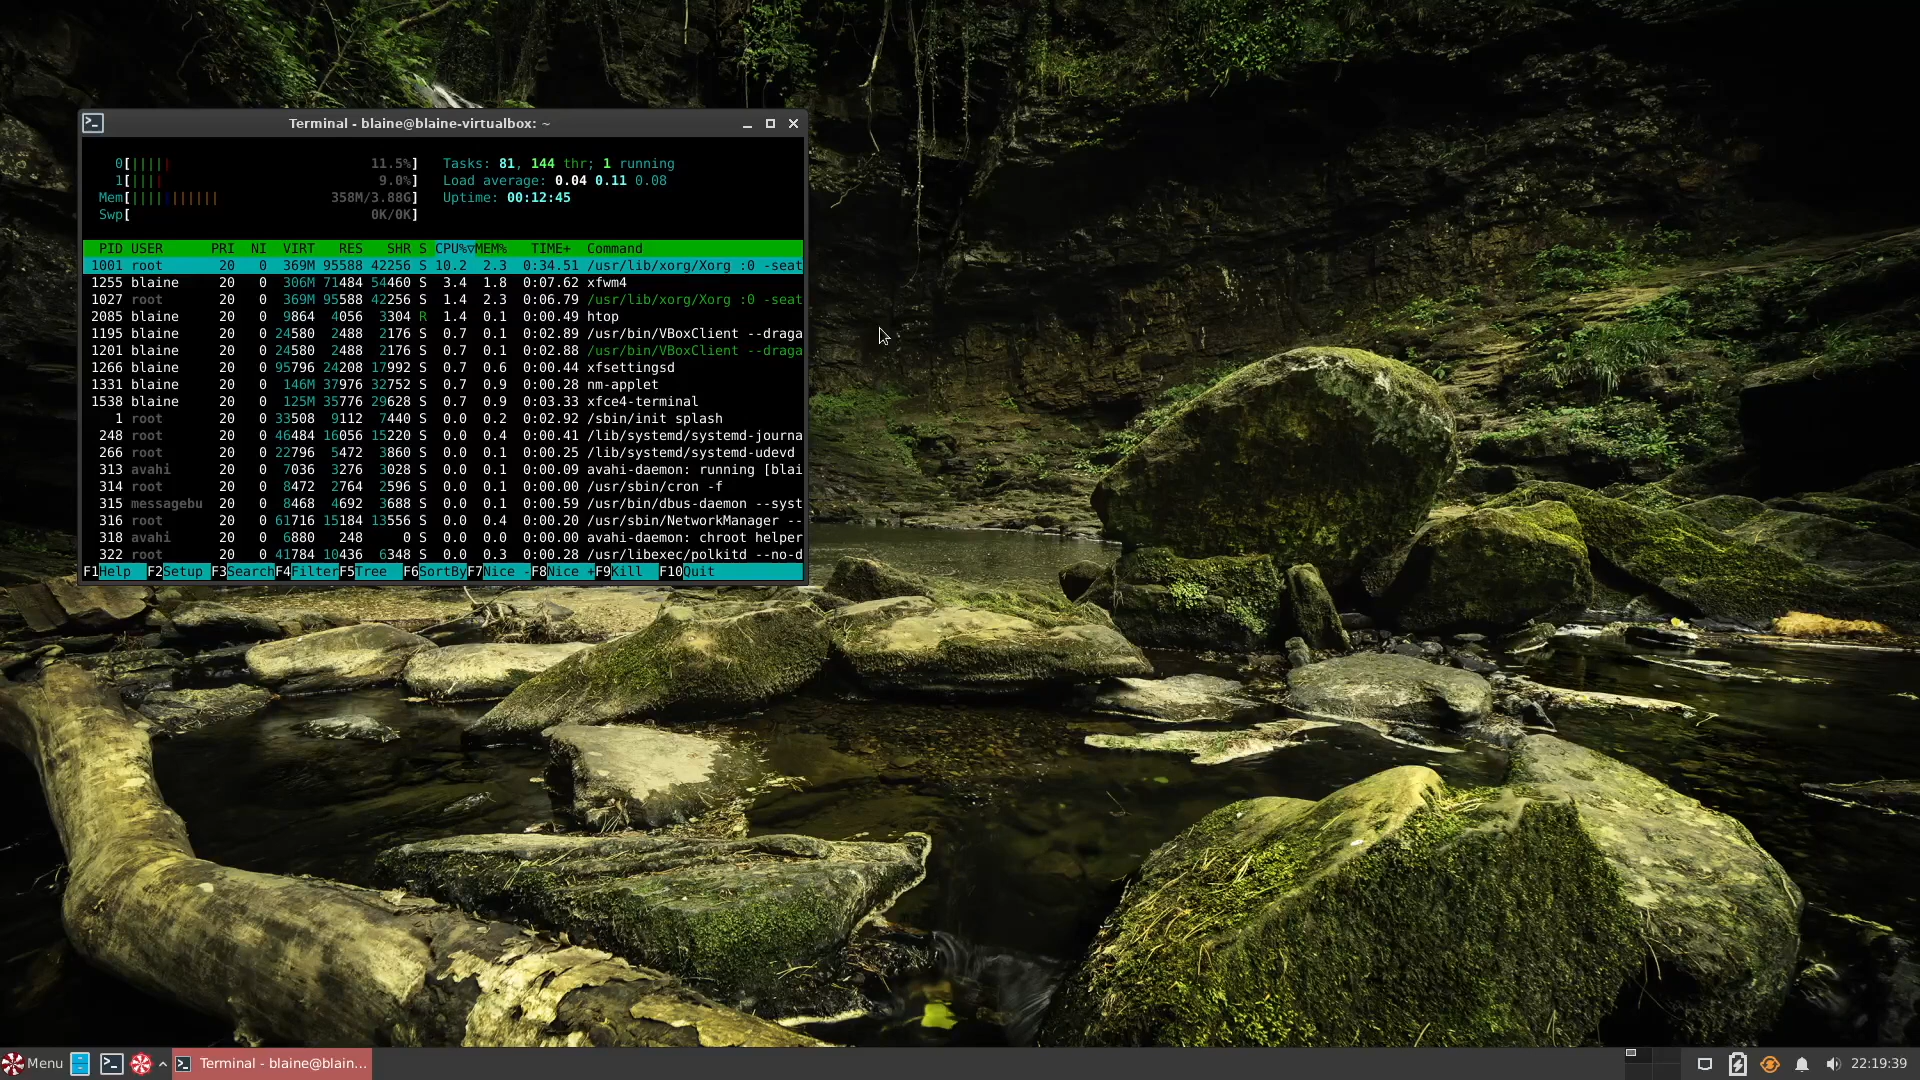 Terminal - blaine@blaine-virtualbox: ~
0[||||| 11.5%] Tasks: 81, 144 thr; 1 running
1[|||| 9.0%] Load average: 0.04 0.11 0.08
Mem[||||||||||| 358M/3.88G] Uptime: 00:12:45
Swp[ 0K/0K]
PID USER PRI NI VIRT RES SHR S CPU%▽MEM% TIME+ Command
1001 root 20 0 369M 95588 42256 S 10.2 2.3 0:34.51 /usr/lib/xorg/Xorg :0 -seat
1255 blaine 20 0 306M 71484 54460 S 3.4 1.8 0:07.62 xfwm4
1027 root 20 0 369M 95588 42256 S 1.4 2.3 0:06.79 /usr/lib/xorg/Xorg :0 -seat
2085 blaine 20 0 9864 4056 3304 R 1.4 0.1 0:00.49 htop
1195 blaine 20 0 24580 2488 2176 S 0.7 0.1 0:02.89 /usr/bin/VBoxClient --draga
1201 blaine 20 0 24580 2488 2176 S 0.7 0.1 0:02.88 /usr/bin/VBoxClient --draga
1266 blaine 20 0 95796 24208 17992 S 0.7 0.6 0:00.44 xfsettingsd
1331 blaine 20 0 146M 37976 32752 S 0.7 0.9 0:00.28 nm-applet
1538 blaine 20 0 125M 35776 29628 S 0.7 0.9 0:03.33 xfce4-terminal
1 root 20 0 33508 9112 7440 S 0.0 0.2 0:02.92 /sbin/init splash
248 root 20 0 46484 16056 15220 S 0.0 0.4 0:00.41 /lib/systemd/systemd-journa
266 root 20 0 22796 5472 3860 S 0.0 0.1 0:00.25 /lib/systemd/systemd-udevd
313 avahi 20 0 7036 3276 3028 S 0.0 0.1 0:00.09 avahi-daemon: running [blai
314 root 20 0 8472 2764 2596 S 0.0 0.1 0:00.00 /usr/sbin/cron -f
315 messagebu 20 0 8468 4692 3688 S 0.0 0.1 0:00.59 /usr/bin/dbus-daemon --syst
316 root 20 0 61716 15184 13556 S 0.0 0.4 0:00.20 /usr/sbin/NetworkManager --
318 avahi 20 0 6880 248 0 S 0.0 0.0 0:00.00 avahi-daemon: chroot helper
322 root 20 0 41784 10436 6348 S 0.0 0.3 0:00.28 /usr/libexec/polkitd --no-d
F1Help F2Setup F3SearchF4FilterF5Tree F6SortByF7Nice -F8Nice +F9Kill F10Quit
Menu Terminal - blaine@blain... 22:19:39